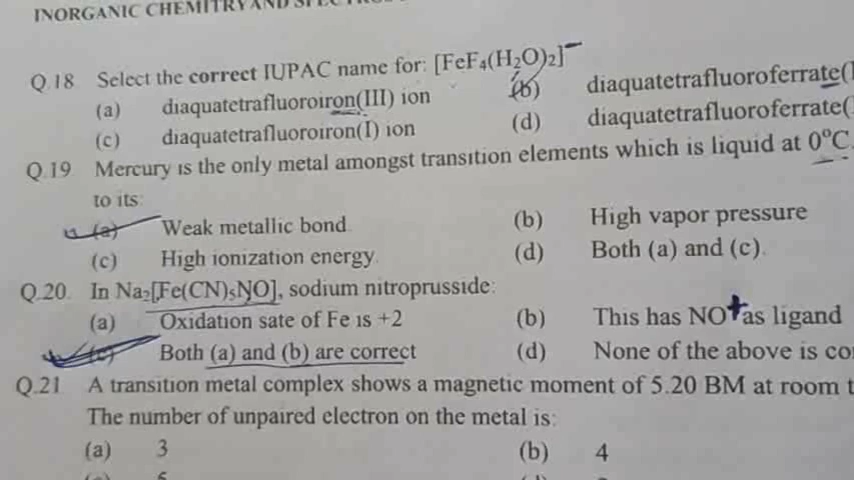 INORGANIC CHEMITRY AND
Q.18 Select the correct IUPAC name for: [FeF₄(H₂O)₂]⁻
(a) diaquatetrafluoroiron(III) ion (b) diaquatetrafluoroferrate(
(c) diaquatetrafluoroiron(I) ion (d) diaquatetrafluoroferrate(
Q.19 Mercury is the only metal amongst transition elements which is liquid at 0°C
to its:
(a) Weak metallic bond (b) High vapor pressure
(c) High ionization energy (d) Both (a) and (c).
Q.20. In Na₂[Fe(CN)₅NO], sodium nitroprusside:
(a) Oxidation sate of Fe is +2 (b) This has NO⁺ as ligand
(c) Both (a) and (b) are correct (d) None of the above is
Q.21 A transition metal complex shows a magnetic moment of 5.20 BM at room
The number of unpaired electron on the metal is:
(a) 3 (b) 4